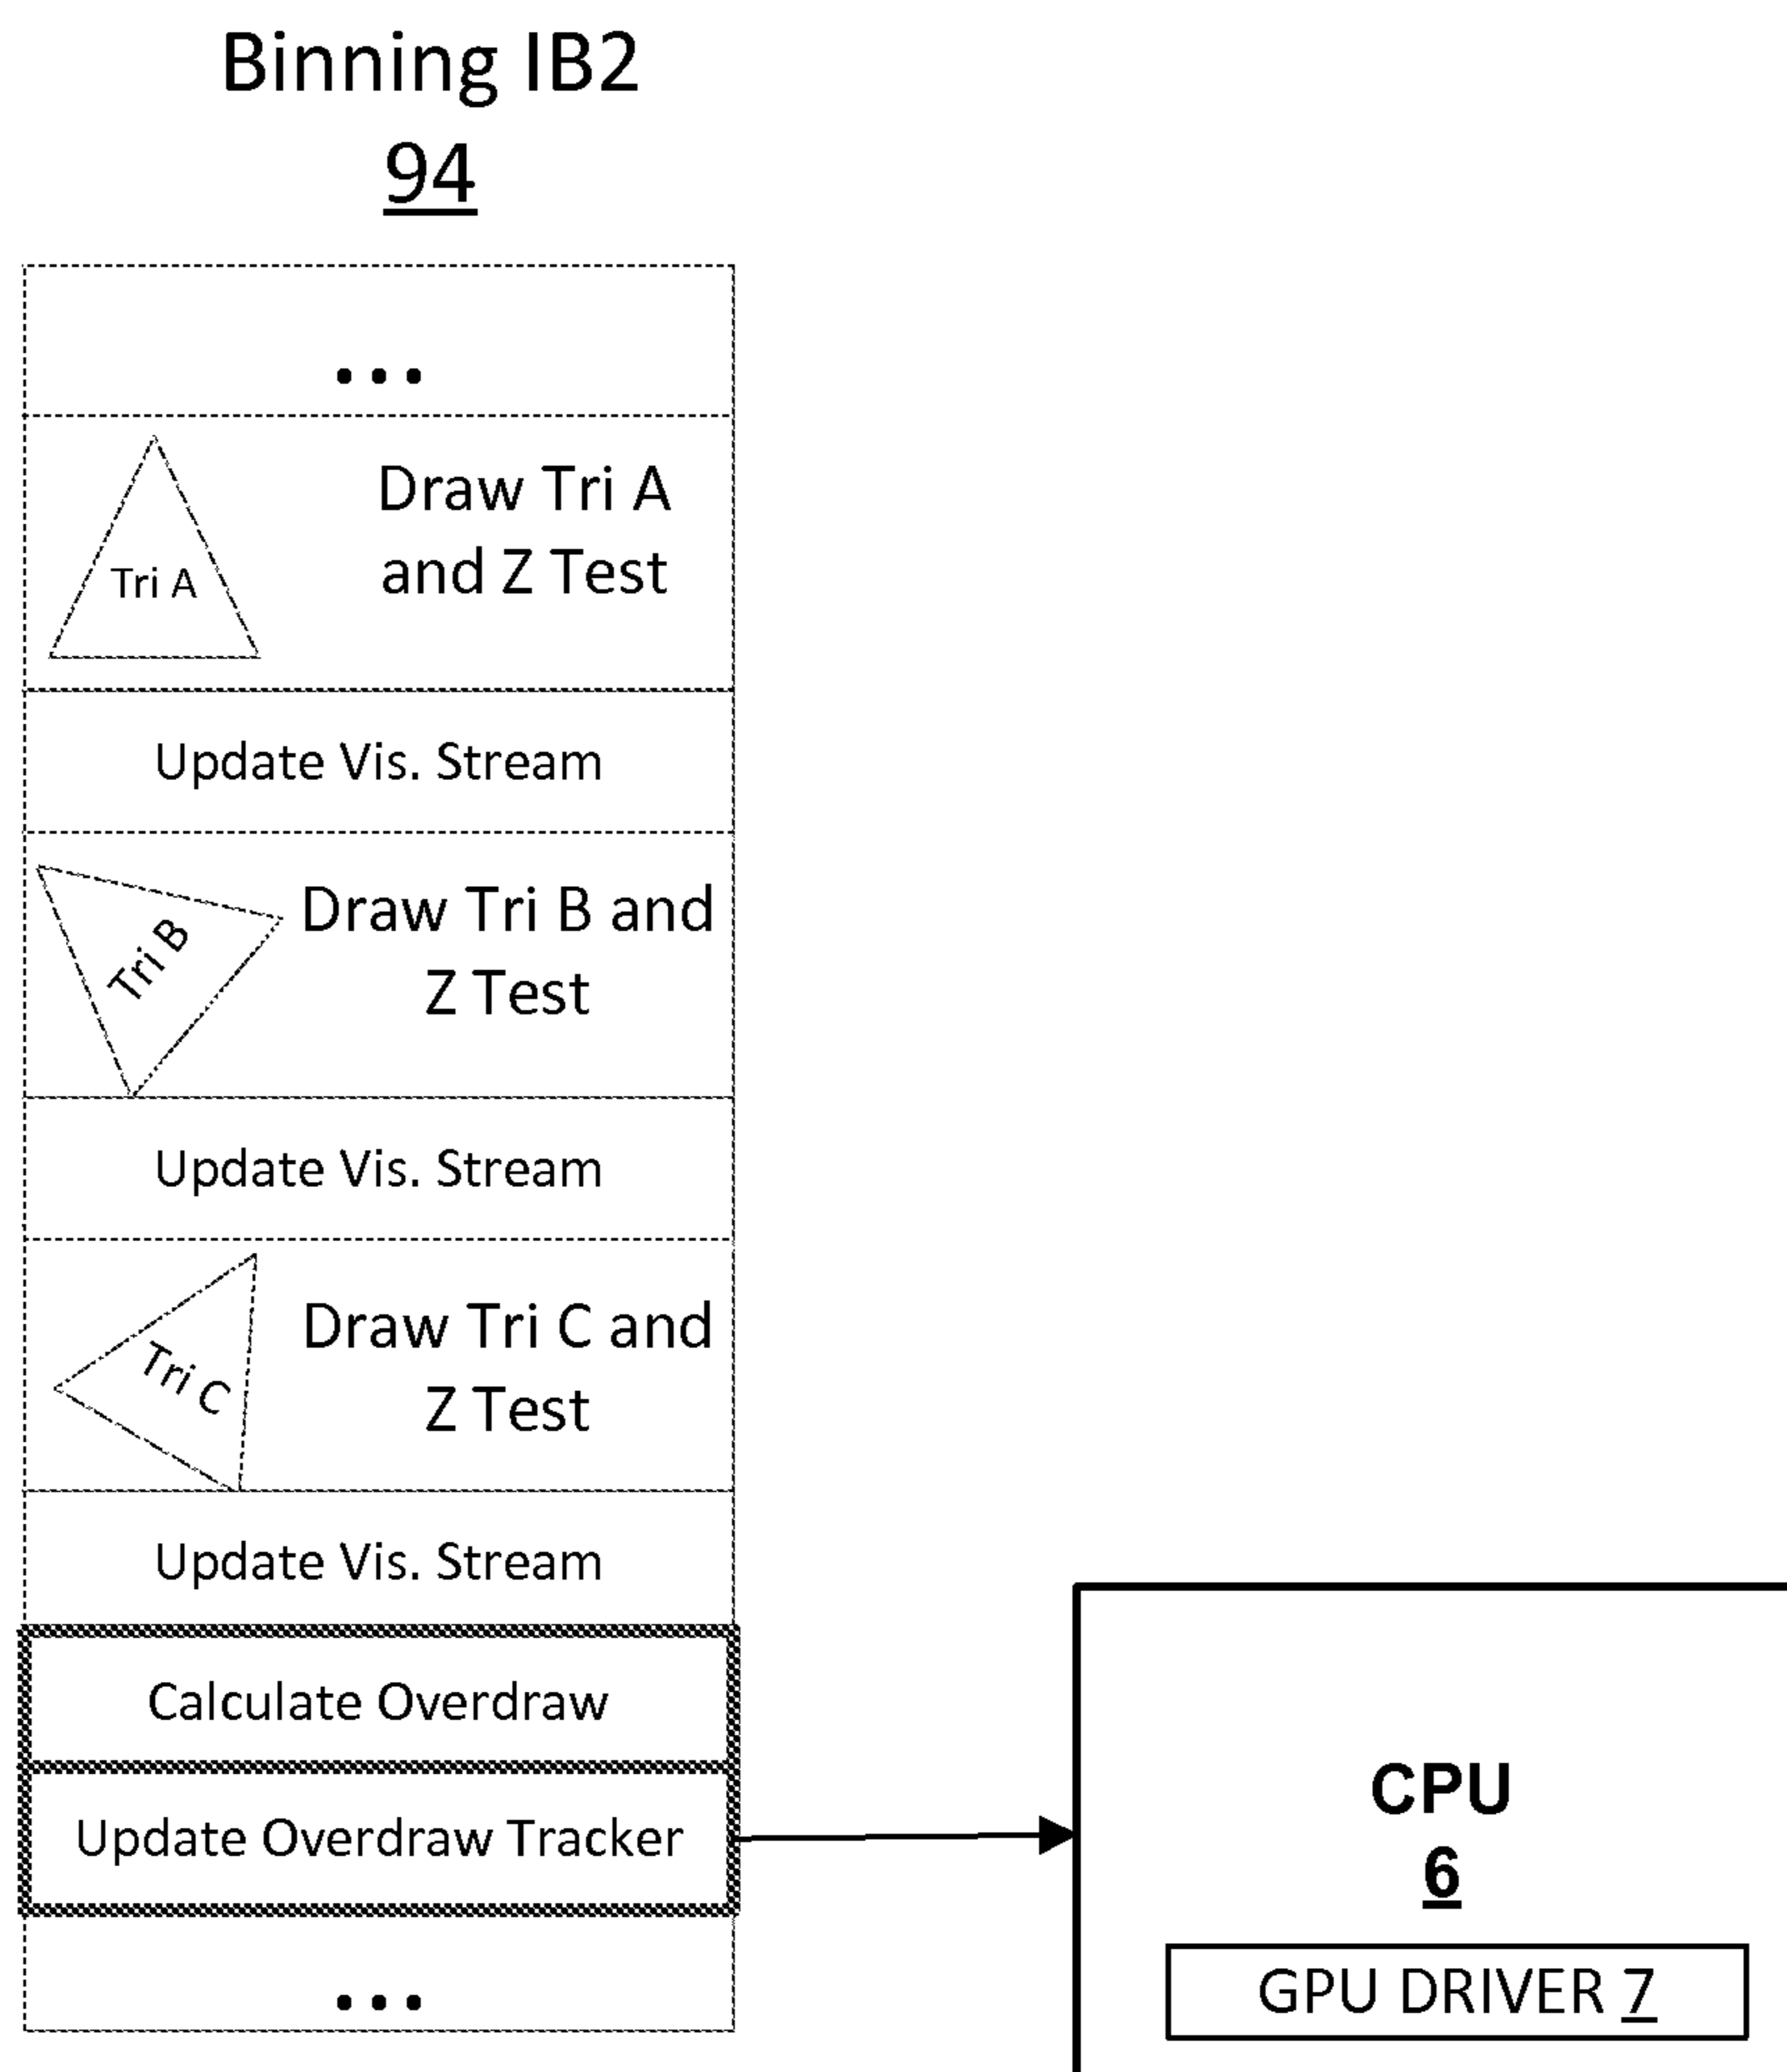 Binning IB2
94
...
Draw Tri A
and Z Test
Tri A
Update Vis. Stream
Draw Tri B and
Z Test
Tri B
Update Vis. Stream
Draw Tri C and
Z Test
Tri C
Update Vis. Stream
Calculate Overdraw
Update Overdraw Tracker
...
CPU
6
GPU DRIVER 7